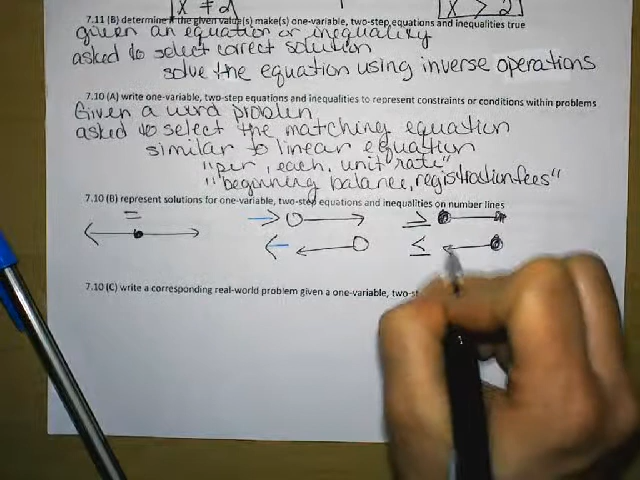 x ≠ 2 x > 2
7.11 (B) determine if the given value(s) make(s) one-variable, two-step equations and inequalities true
given an equation or inequality
asked to select correct solution
solve the equation using inverse operations
7.10 (A) write one-variable, two-step equations and inequalities to represent constraints or conditions within problems
Given a word problem,
asked to select the matching equation
similar to linear equation
"per, each, unit rate"
"beginning balance, registration fees"
7.10 (B) represent solutions for one-variable, two-step equations and inequalities on number lines
= > ≥
< ≤
7.10 (C) write a corresponding real-world problem given a one-variable,